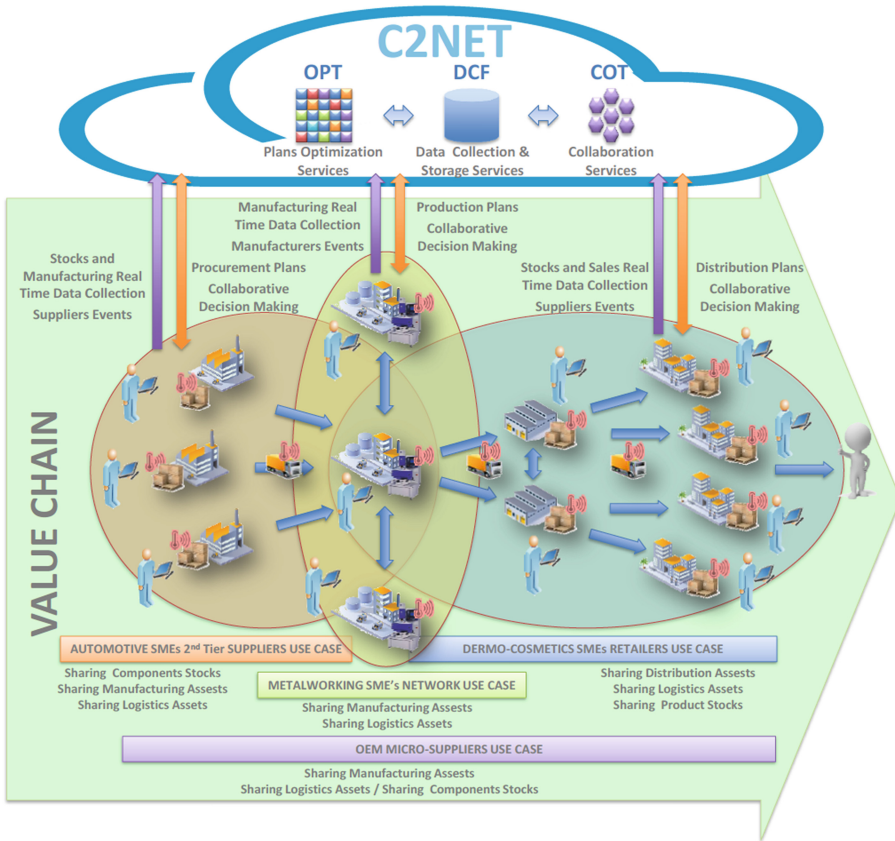 C2NET
OPT
DCF
COT
Plans Optimization
Services
Data Collection &
Storage Services
Collaboration
Services
Manufacturing Real
Time Data Collection
Manufacturers Events
Production Plans
Collaborative
Decision Making
Stocks and
Manufacturing Real
Time Data Collection
Suppliers Events
Procurement Plans
Collaborative
Decision Making
Stocks and Sales Real
Time Data Collection
Suppliers Events
Distribution Plans
Collaborative
Decision Making
VALUE CHAIN
AUTOMOTIVE SMEs 2nd Tier SUPPLIERS USE CASE
Sharing Components Stocks
Sharing Manufacturing Assests
Sharing Logistics Assets
METALWORKING SME's NETWORK USE CASE
Sharing Manufacturing Assests
Sharing Logistics Assets
DERMO-COSMETICS SMEs RETAILERS USE CASE
Sharing Distribution Assests
Sharing Logistics Assets
Sharing Product Stocks
OEM MICRO-SUPPLIERS USE CASE
Sharing Manufacturing Assests
Sharing Logistics Assets / Sharing Components Stocks